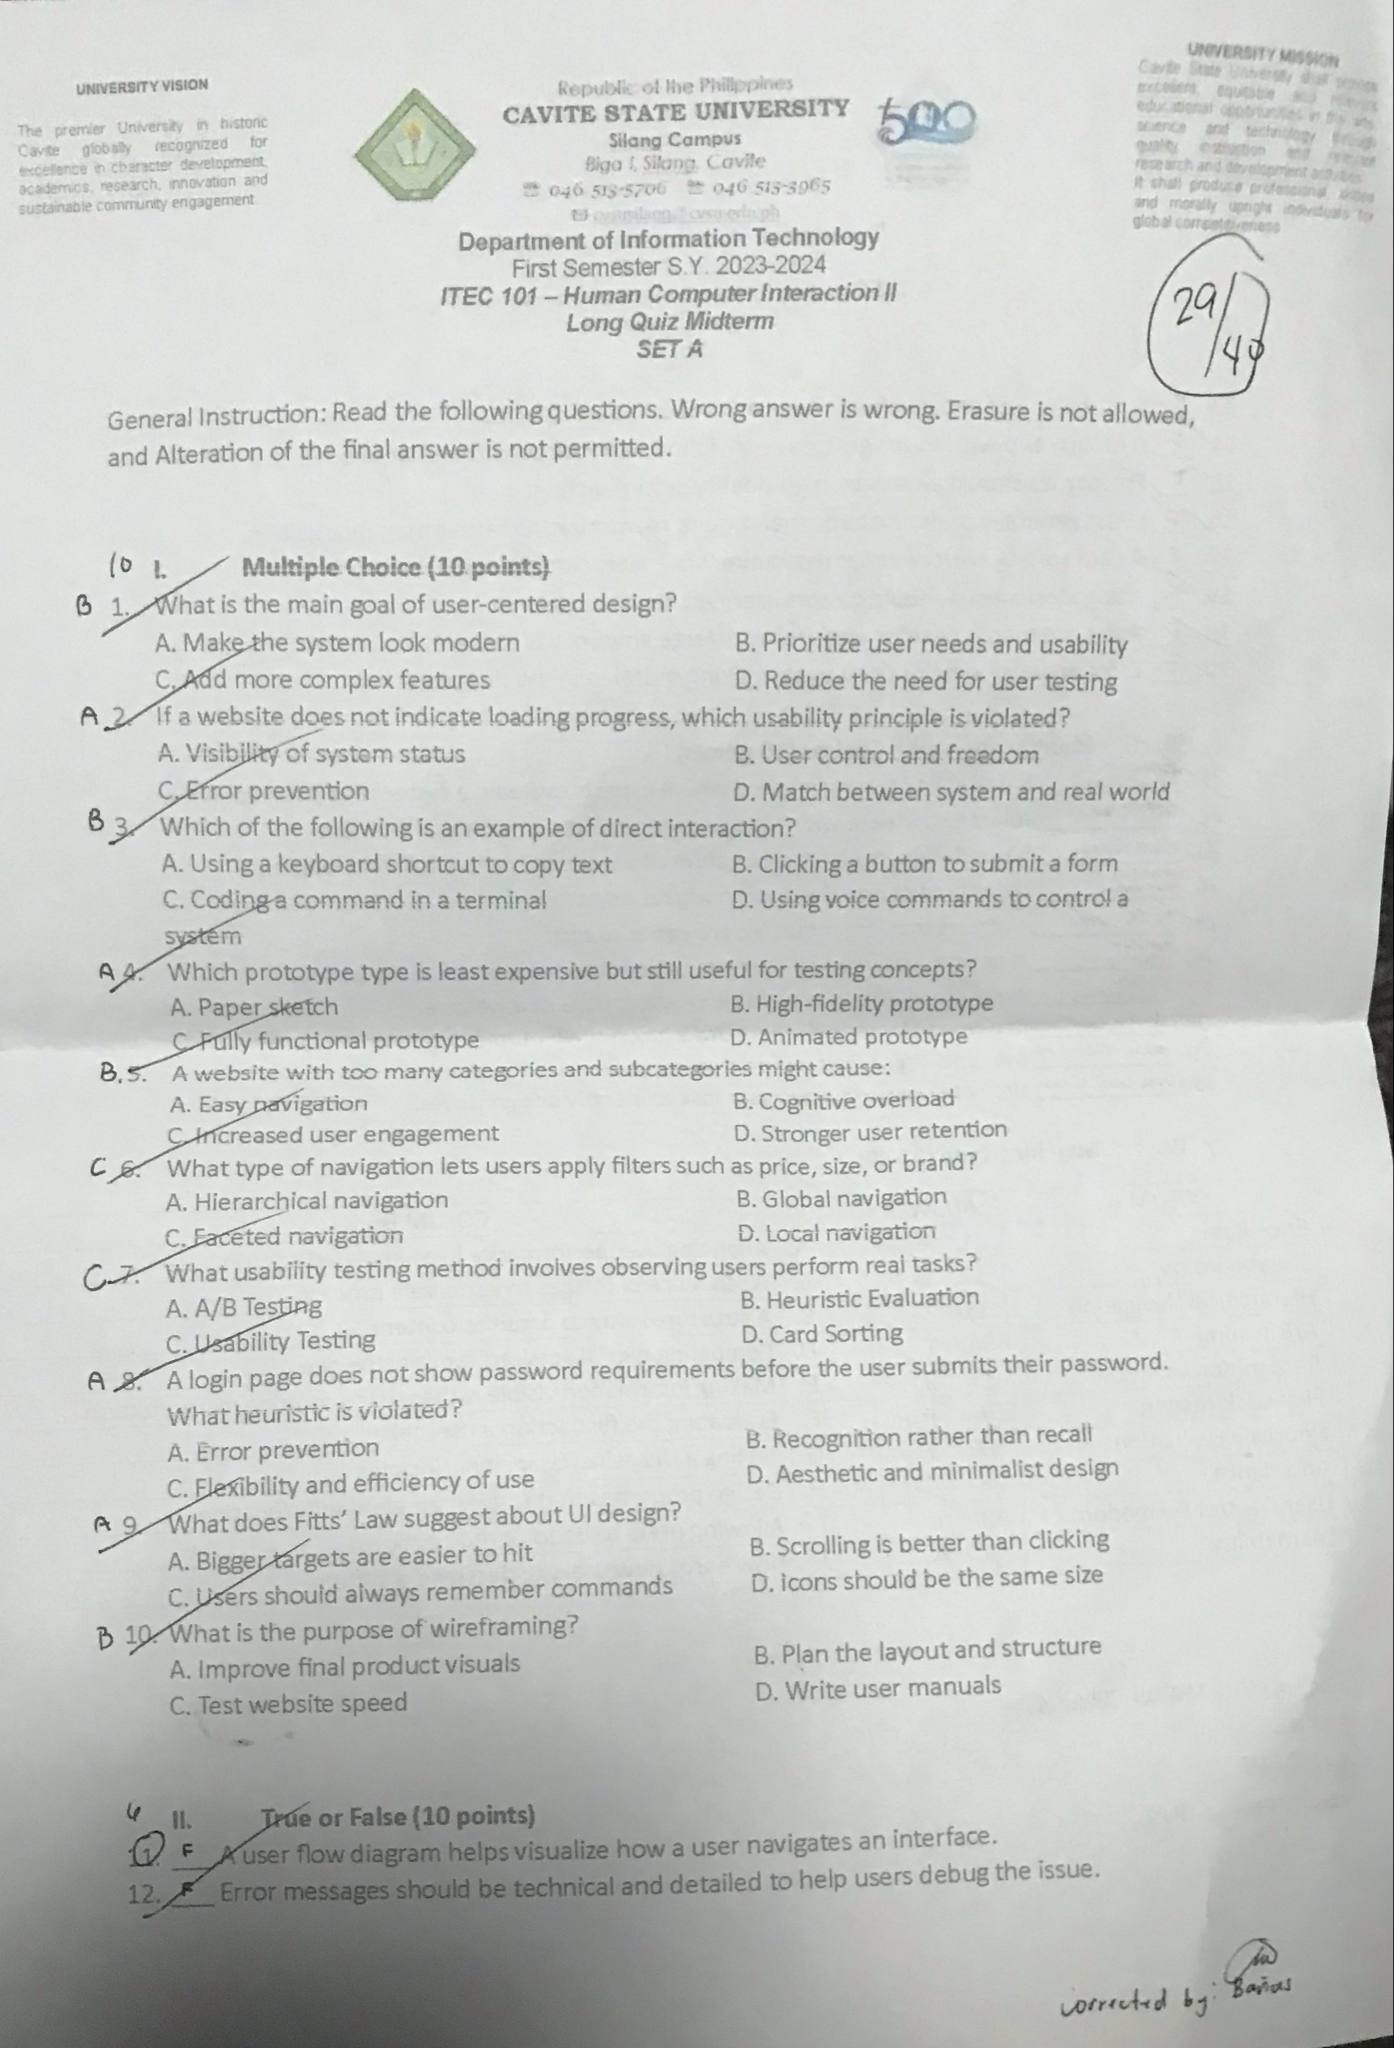 UNIVERSITY VISION
The premier University in historic
Cavite globally recognized for
excellence in character development,
academics, research, innovation and
sustainable community engagement
Republic of the Philippines
CAVITE STATE UNIVERSITY
Silang Campus
Biga I, Silang, Cavite
☎ 046 513-5706 ☎ 046 513-3965
500
UNIVERSITY MISSION
Cavite State University shall provide
excellent, equitable and relevant
educational opportunities in the arts,
science and technology through
quality instruction and relevant
research and development activities
It shall produce professional, skilled
and morally upright individuals for
global competitiveness
Department of Information Technology
First Semester S.Y. 2023-2024
ITEC 101 – Human Computer Interaction II
Long Quiz Midterm
SET A
29/40
General Instruction: Read the following questions. Wrong answer is wrong. Erasure is not allowed,
and Alteration of the final answer is not permitted.
10 I. Multiple Choice (10 points)
B 1. What is the main goal of user-centered design?
A. Make the system look modern B. Prioritize user needs and usability
C. Add more complex features D. Reduce the need for user testing
A 2. If a website does not indicate loading progress, which usability principle is violated?
A. Visibility of system status B. User control and freedom
C. Error prevention D. Match between system and real world
B 3. Which of the following is an example of direct interaction?
A. Using a keyboard shortcut to copy text B. Clicking a button to submit a form
C. Coding a command in a terminal D. Using voice commands to control a
system
A 4. Which prototype type is least expensive but still useful for testing concepts?
A. Paper sketch B. High-fidelity prototype
C. Fully functional prototype D. Animated prototype
B. 5. A website with too many categories and subcategories might cause:
A. Easy navigation B. Cognitive overload
C. Increased user engagement D. Stronger user retention
C 6. What type of navigation lets users apply filters such as price, size, or brand?
A. Hierarchical navigation B. Global navigation
C. Faceted navigation D. Local navigation
C 7. What usability testing method involves observing users perform real tasks?
A. A/B Testing B. Heuristic Evaluation
C. Usability Testing D. Card Sorting
A 8. A login page does not show password requirements before the user submits their password.
What heuristic is violated?
A. Error prevention B. Recognition rather than recall
C. Flexibility and efficiency of use D. Aesthetic and minimalist design
A 9. What does Fitts' Law suggest about UI design?
A. Bigger targets are easier to hit B. Scrolling is better than clicking
C. Users should always remember commands D. Icons should be the same size
B 10. What is the purpose of wireframing?
A. Improve final product visuals B. Plan the layout and structure
C. Test website speed D. Write user manuals
II. True or False (10 points)
11. F A user flow diagram helps visualize how a user navigates an interface.
12. F Error messages should be technical and detailed to help users debug the issue.
corrected by: Bañas